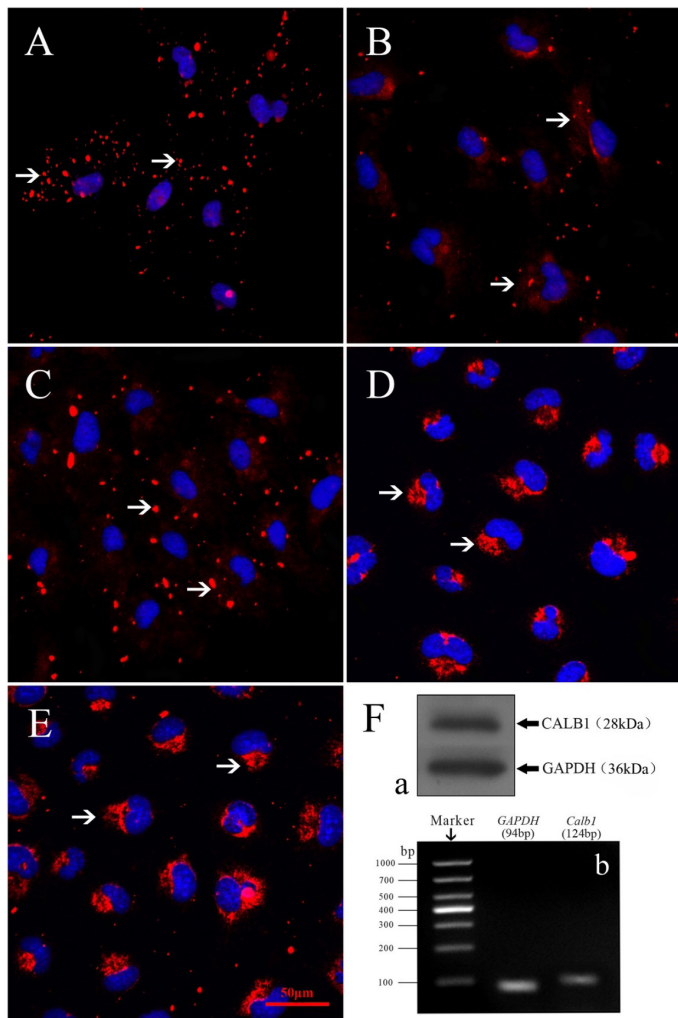 A
B
C
D
E
50μm
F
a
CALB1（28kDa）
GAPDH（36kDa）
Marker
GAPDH
(94bp)
Calb1
(124bp)
bp
b
1000
700
500
400
300
200
100